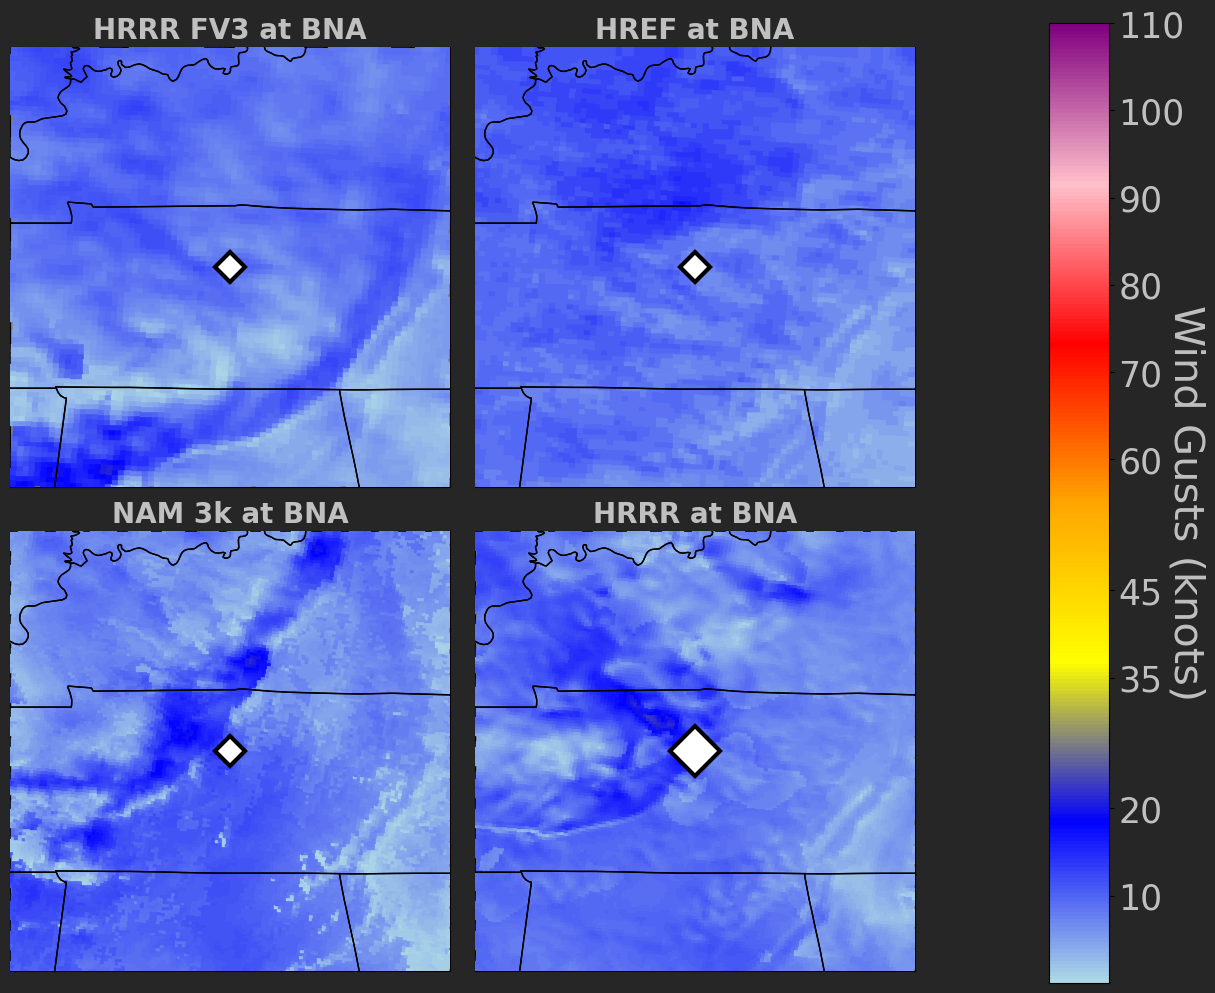 HRRR FV3 at BNA
HREF at BNA
NAM 3k at BNA
HRRR at BNA
110
100
90
80
70
60
45
35
20
10
Wind Gusts (knots)